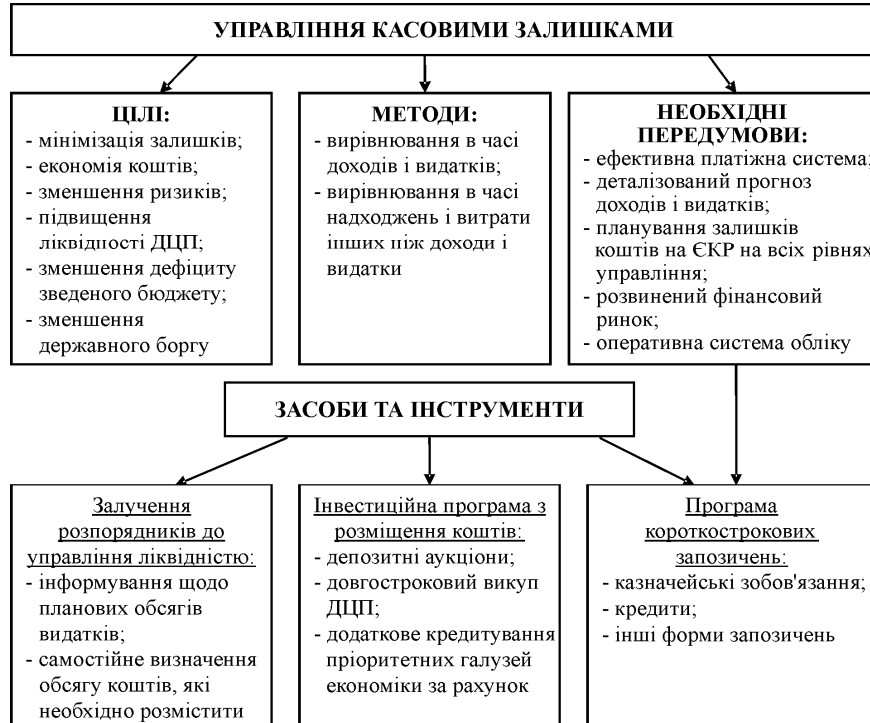 УПРАВЛІННЯ КАСОВИМИ ЗАЛИШКАМИ
ЦІЛІ:
- мінімізація залишків;
- економія коштів;
- зменшення ризиків;
- підвищення
ліквідності ДЦП;
- зменшення дефіциту
зведеного бюджету;
- зменшення
державного боргу
МЕТОДИ:
- вирівнювання в часі
доходів і видатків;
- вирівнювання в часі
надходжень і витрати
інших ніж доходи і
видатки
НЕОБХІДНІ
ПЕРЕДУМОВИ:
- ефективна платіжна система;
- деталізований прогноз
доходів і видатків;
- планування залишків
коштів на ЄКР на всіх рівнях
управління;
- розвинений фінансовий
ринок;
- оперативна система обліку
ЗАСОБИ ТА ІНСТРУМЕНТИ
Залучення
розпорядників до
управління ліквідністю:
- інформування щодо
планових обсягів
видатків;
- самостійне визначення
обсягу коштів, які
необхідно розмістити
Інвестиційна програма з
розміщення коштів:
- депозитні аукціони;
- довгостроковий викуп
ДЦП;
- додаткове кредитування
пріоритетних галузей
економіки за рахунок
Програма
короткострокових
запозичень:
- казначейські зобов'язання;
- кредити;
- інші форми запозичень